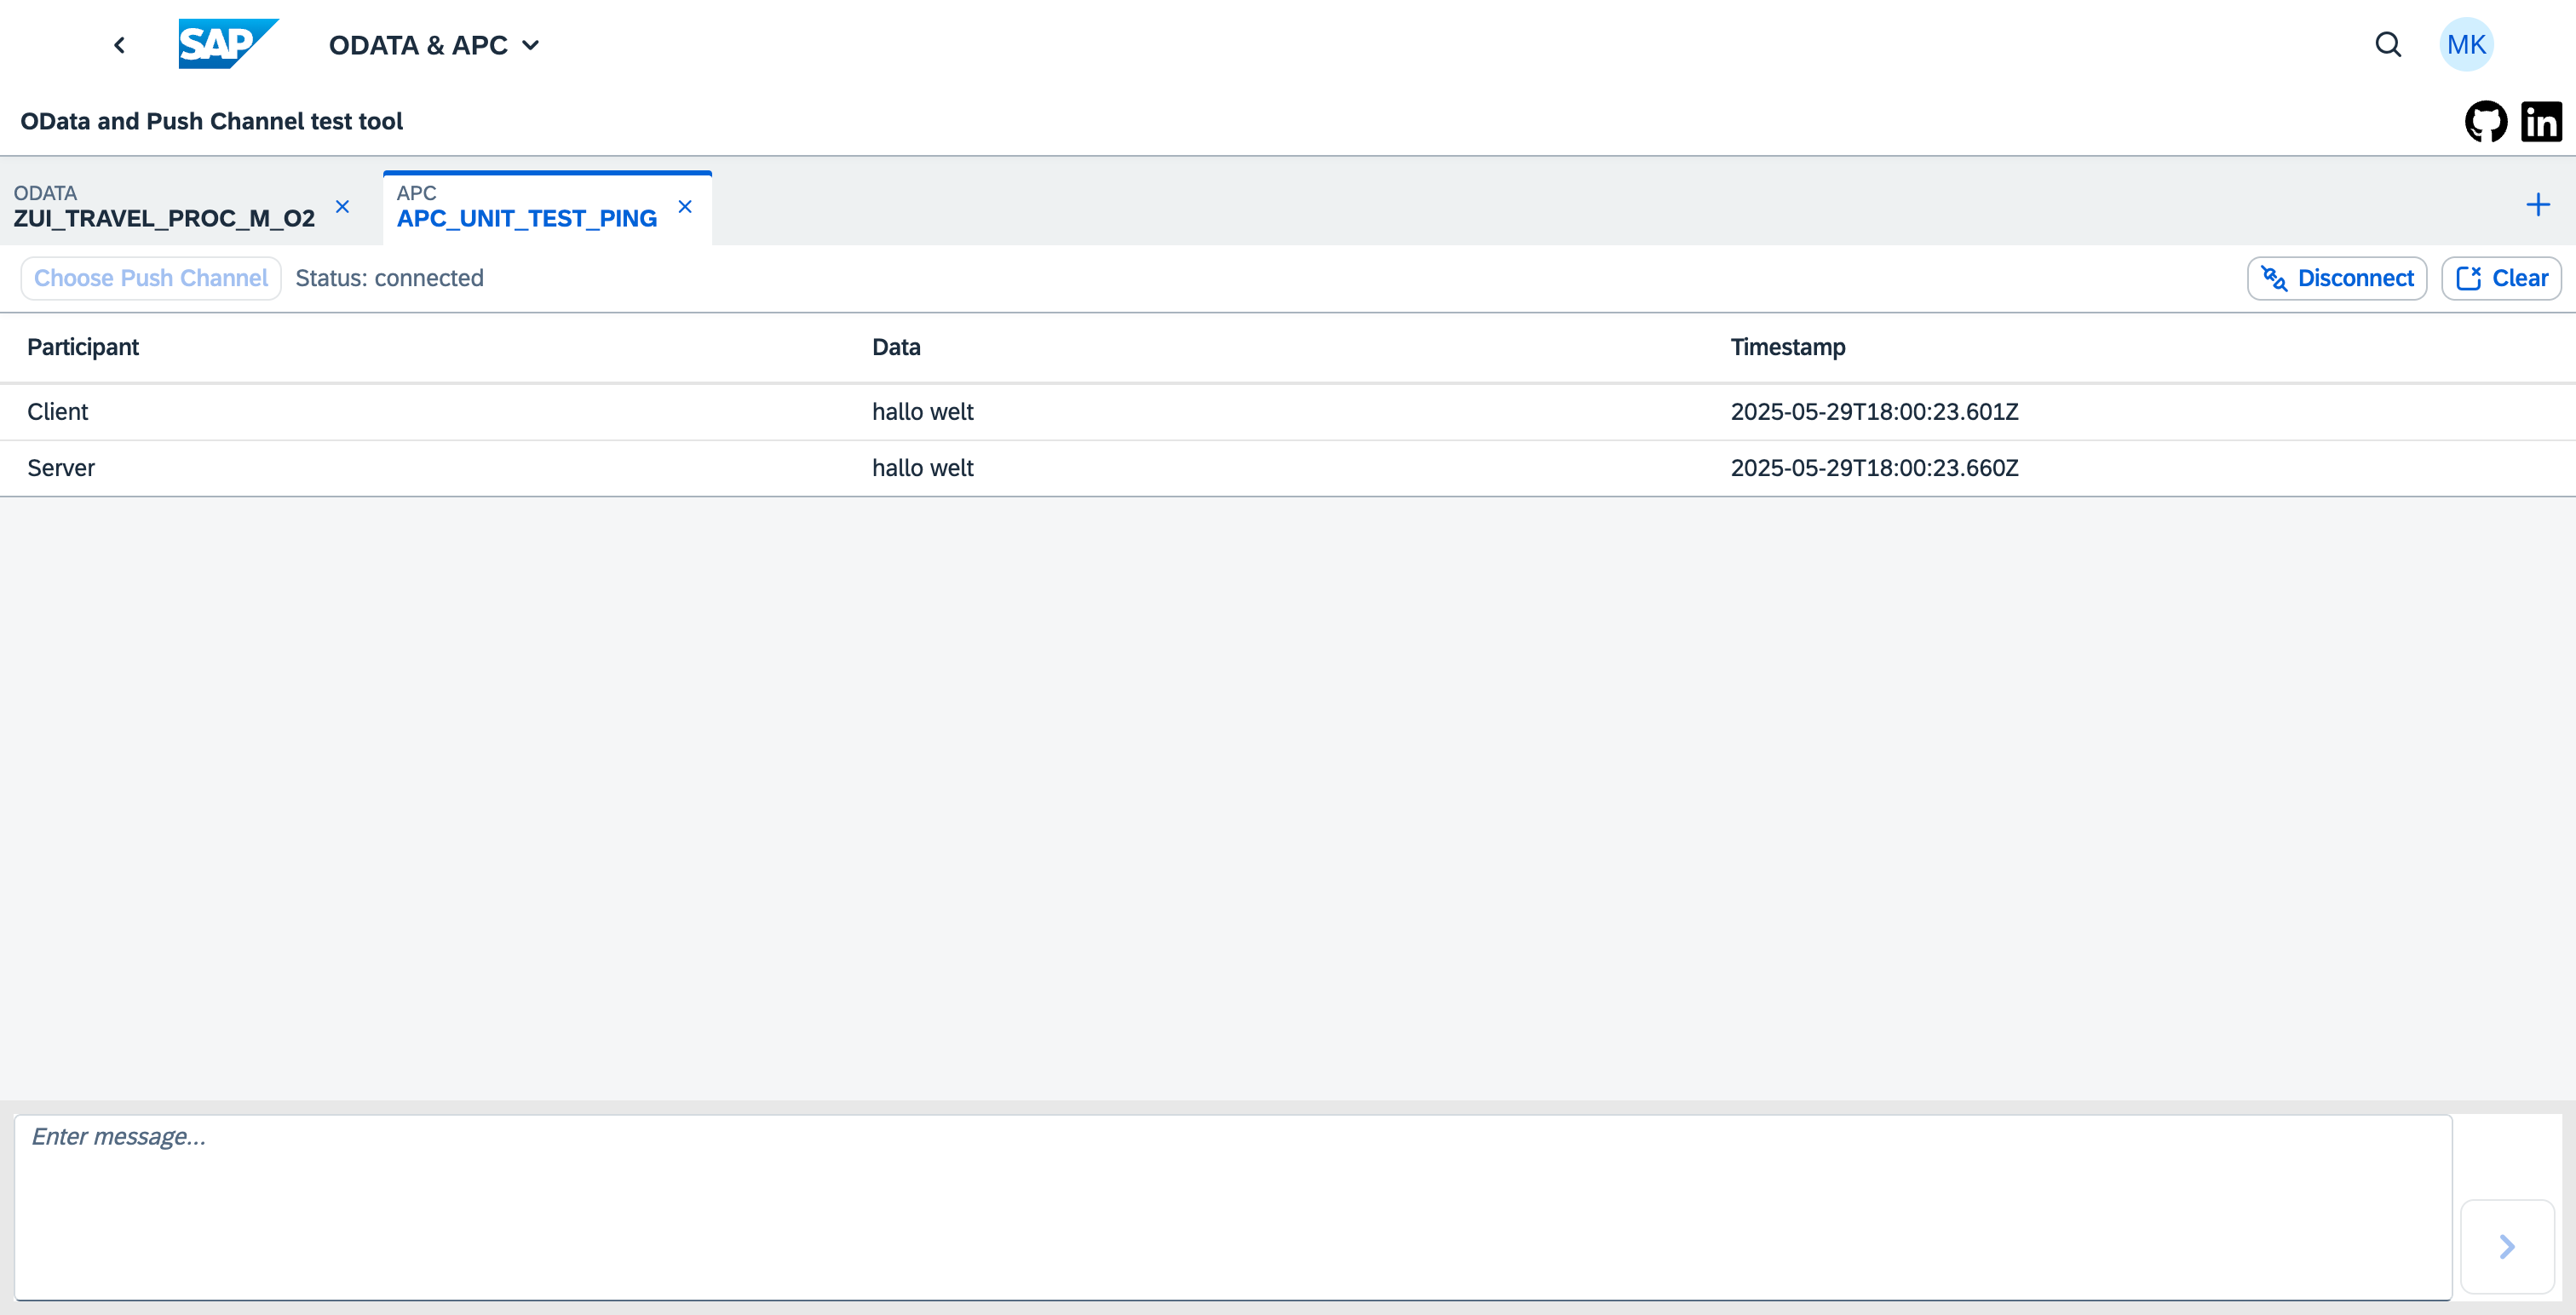 SAP ODATA & APC MK
OData and Push Channel test tool in
ODATA APC
ZUI_TRAVEL_PROC_M_O2 APC_UNIT_TEST_PING
Choose Push Channel Status: connected Disconnect Clear
Participant Data Timestamp
Client hallo welt 2025-05-29T18:00:23.601Z
Server hallo welt 2025-05-29T18:00:23.660Z
Enter message...